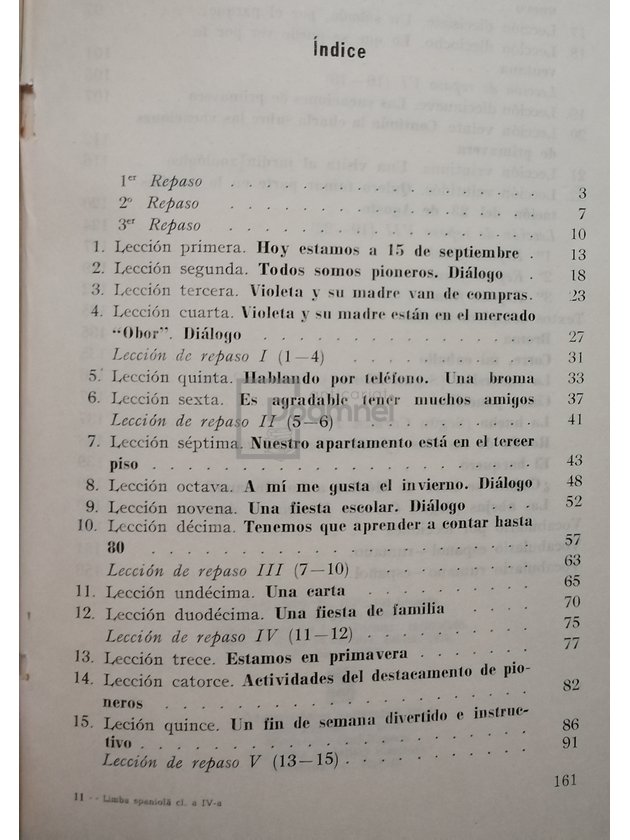 Índice
1er Repaso . . . . . . . . . . . . . . . . 3
2o Repaso . . . . . . . . . . . . . . . . 7
3er Repaso . . . . . . . . . . . . . . . . 10
1. Lección primera. Hoy estamos a 15 de septiembre . 13
2. Lección segunda. Todos somos pioneros. Diálogo . 18
3. Lección tercera. Violeta y su madre van de compras. 23
4. Lección cuarta. Violeta y su madre están en el mercado
“Obor”. Diálogo . . . . . . . . . . . . . 27
Lección de repaso I (1—4) . . . . . . . . 31
5. Lección quinta. Hablando por teléfono. Una broma 33
6. Lección sexta. Es agradable tener muchos amigos 37
Lección de repaso II (5—6) . . . . . . . . 41
7. Lección séptima. Nuestro apartamento está en el tercer
piso . . . . . . . . . . . . . . . . . . 43
8. Lección octava. A mí me gusta el invierno. Diálogo 48
9. Lección novena. Una fiesta escolar. Diálogo . . . 52
10. Lección décima. Tenemos que aprender a contar hasta
80 . . . . . . . . . . . . . . . . . . 57
Lección de repaso III (7—10) . . . . . . . 63
11. Lección undécima. Una carta . . . . . . . . 65
12. Lección duodécima. Una fiesta de familia . . . . 70
Lección de repaso IV (11—12) . . . . . . . 75
13. Lección trece. Estamos en primavera . . . . . 77
14. Lección catorce. Actividades del destacamento de pio-
neros . . . . . . . . . . . . . . . . . 82
15. Leción quince. Un fin de semana divertido e instruc-
tivo . . . . . . . . . . . . . . . . . . 86
Lección de repaso V (13—15) . . . . . . . . 91
161
11 -- Limba spaniolă cl. a IV-a